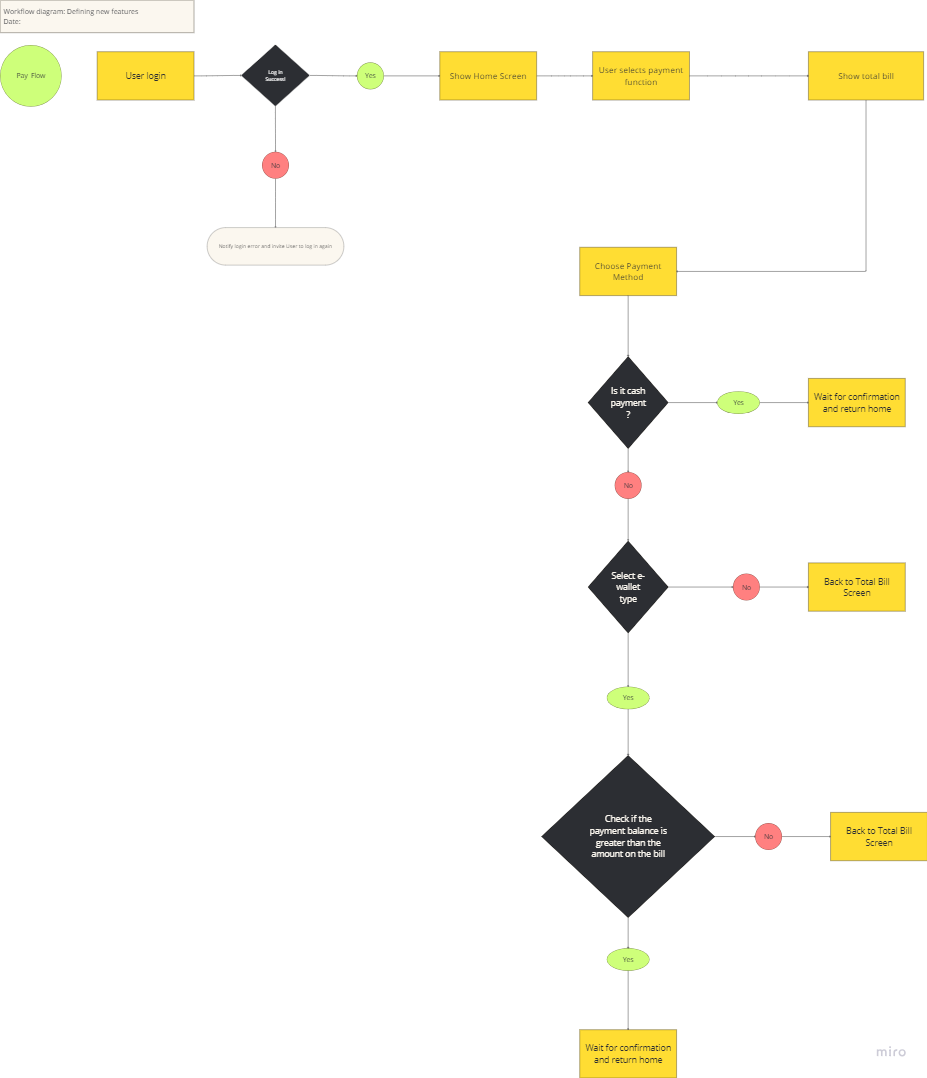 Workflow diagram: Defining new features
Date:
Pay Flow
User login
Log in
Success!
Yes
Show Home Screen
User selects payment
function
Show total bill
No
Notify login error and invite User to log in again
Choose Payment
Method
Is it cash
payment
?
Yes
Wait for confirmation
and return home
No
Select e-
wallet
type
No
Back to Total Bill
Screen
Yes
Check if the
payment balance is
greater than the
amount on the bill
No
Back to Total Bill
Screen
Yes
Wait for confirmation
and return home
miro